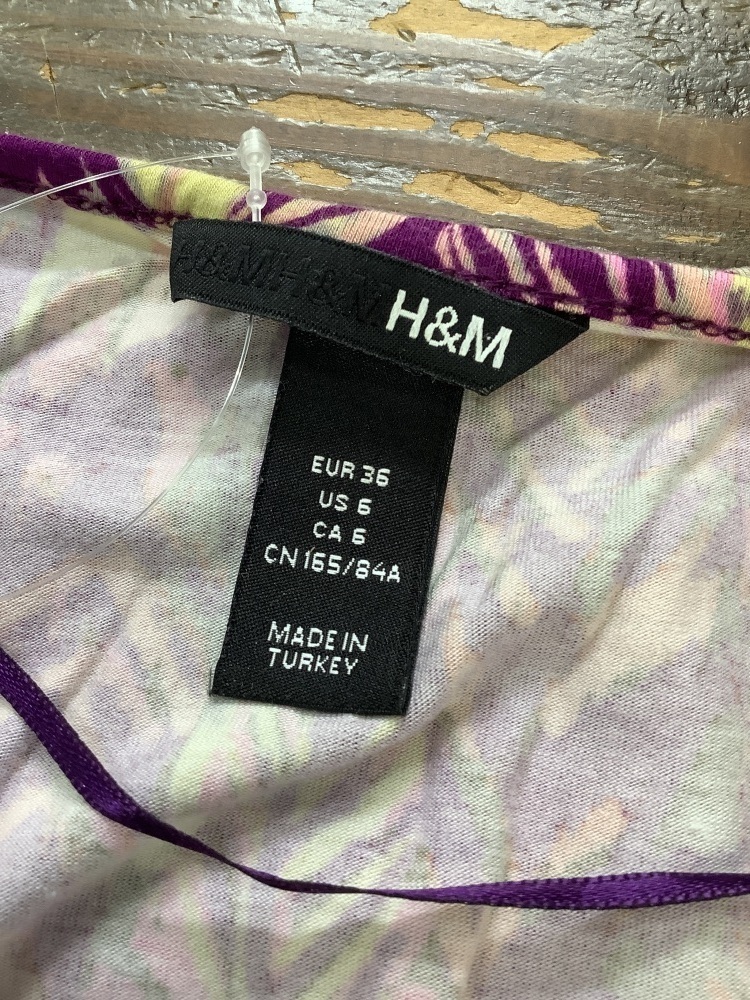 H&M H&M H&M
EUR 36
US 6
CA 6
CN 165/84A
MADE IN
TURKEY